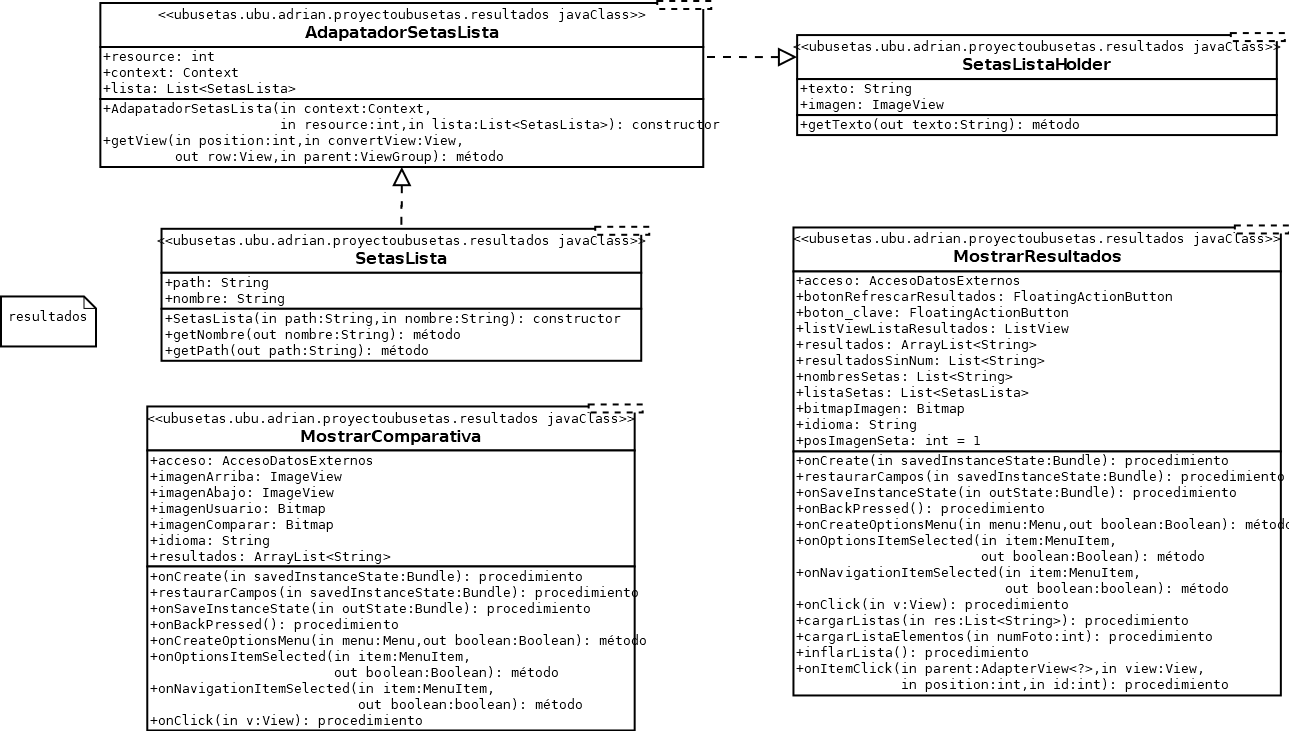 <<ubusetas.ubu.adrian.proyectoubusetas.resultados javaClass>>
AdapatadorSetasLista
+resource: int
+context: Context
+lista: List<SetasLista>
+AdapatadorSetasLista(in context:Context,
in resource:int,in lista:List<SetasLista>): constructor
+getView(in position:int,in convertView:View,
out row:View,in parent:ViewGroup): método
<<ubusetas.ubu.adrian.proyectoubusetas.resultados javaClass>>
SetasListaHolder
+texto: String
+imagen: ImageView
+getTexto(out texto:String): método
<<ubusetas.ubu.adrian.proyectoubusetas.resultados javaClass>>
SetasLista
+path: String
+nombre: String
+SetasLista(in path:String,in nombre:String): constructor
+getNombre(out nombre:String): método
+getPath(out path:String): método
resultados
<<ubusetas.ubu.adrian.proyectoubusetas.resultados javaClass>>
MostrarComparativa
+acceso: AccesoDatosExternos
+imagenArriba: ImageView
+imagenAbajo: ImageView
+imagenUsuario: Bitmap
+imagenComparar: Bitmap
+idioma: String
+resultados: ArrayList<String>
+onCreate(in savedInstanceState:Bundle): procedimiento
+restaurarCampos(in savedInstanceState:Bundle): procedimiento
+onSaveInstanceState(in outState:Bundle): procedimiento
+onBackPressed(): procedimiento
+onCreateOptionsMenu(in menu:Menu,out boolean:Boolean): método
+onOptionsItemSelected(in item:MenuItem,
out boolean:Boolean): método
+onNavigationItemSelected(in item:MenuItem,
out boolean:boolean): método
+onClick(in v:View): procedimiento
<<ubusetas.ubu.adrian.proyectoubusetas.resultados javaClass>>
MostrarResultados
+acceso: AccesoDatosExternos
+botonRefrescarResultados: FloatingActionButton
+boton_clave: FloatingActionButton
+listViewListaResultados: ListView
+resultados: ArrayList<String>
+resultadosSinNum: List<String>
+nombresSetas: List<String>
+listaSetas: List<SetasLista>
+bitmapImagen: Bitmap
+idioma: String
+posImagenSeta: int = 1
+onCreate(in savedInstanceState:Bundle): procedimiento
+restaurarCampos(in savedInstanceState:Bundle): procedimiento
+onSaveInstanceState(in outState:Bundle): procedimiento
+onBackPressed(): procedimiento
+onCreateOptionsMenu(in menu:Menu,out boolean:Boolean): método
+onOptionsItemSelected(in item:MenuItem,
out boolean:Boolean): método
+onNavigationItemSelected(in item:MenuItem,
out boolean:boolean): método
+onClick(in v:View): procedimiento
+cargarListas(in res:List<String>): procedimiento
+cargarListaElementos(in numFoto:int): procedimiento
+inflarLista(): procedimiento
+onItemClick(in parent:AdapterView<?>,in view:View,
in position:int,in id:int): procedimiento